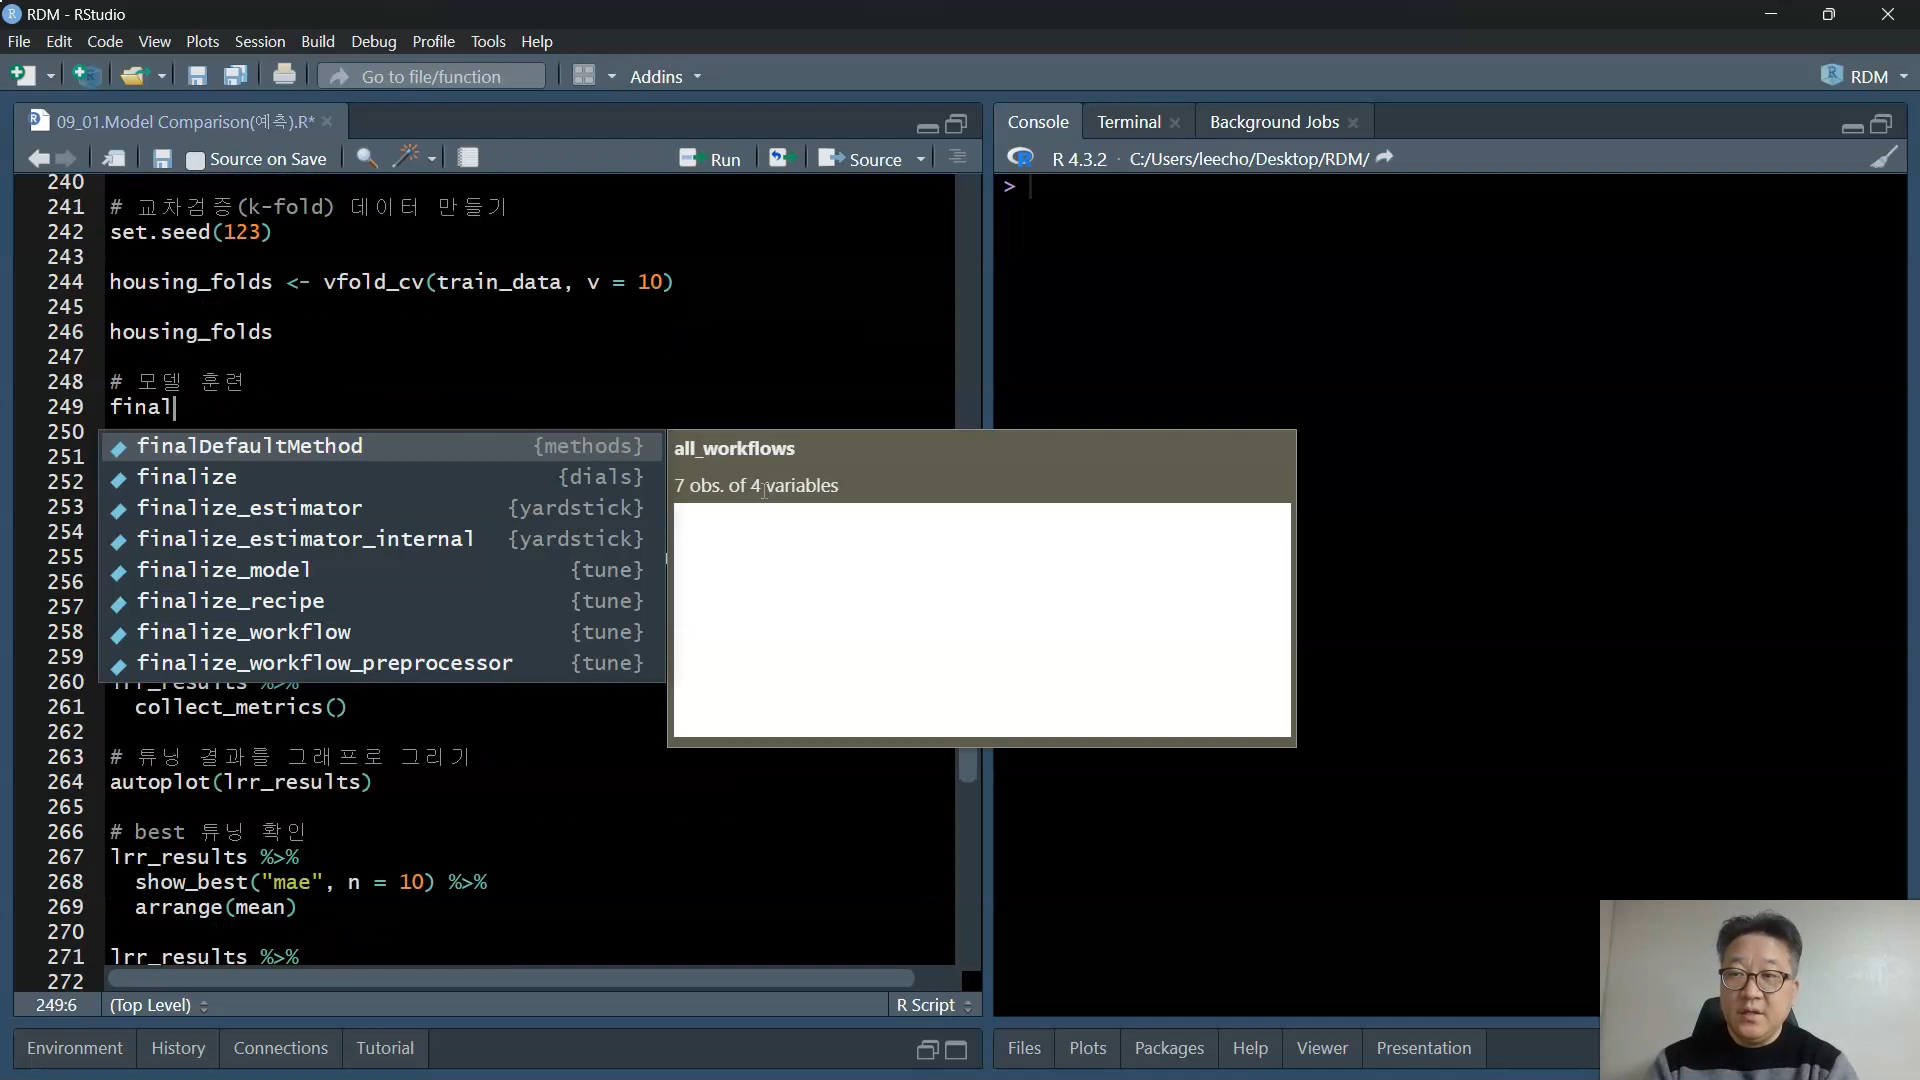 RDM - RStudio
File Edit Code View Plots Session Build Debug Profile Tools Help
Go to file/function Addins RDM
09_01.Model Comparison(예측).R*
Console Terminal Background Jobs
Source on Save Run Source
R 4.3.2 · C:/Users/leecho/Desktop/RDM/
240
241 # 교차검증(k-fold) 데이터 만들기
242 set.seed(123)
243
244 housing_folds <- vfold_cv(train_data, v = 10)
245
246 housing_folds
247
248 # 모델 훈련
249 final
250
251
252
253
254
255
256
257
258
259
finalDefaultMethod {methods}
finalize {dials}
finalize_estimator {yardstick}
finalize_estimator_internal {yardstick}
finalize_model {tune}
finalize_recipe {tune}
finalize_workflow {tune}
finalize_workflow_preprocessor {tune}
all_workflows
7 obs. of 4 variables
260 lrr_results %>%
261 collect_metrics()
262
263 # 튜닝 결과를 그래프로 그리기
264 autoplot(lrr_results)
265
266 # best 튜닝 확인
267 lrr_results %>%
268 show_best("mae", n = 10) %>%
269 arrange(mean)
270
271 lrr_results %>%
272
>
249:6 (Top Level) R Script
Environment History Connections Tutorial
Files Plots Packages Help Viewer Presentation